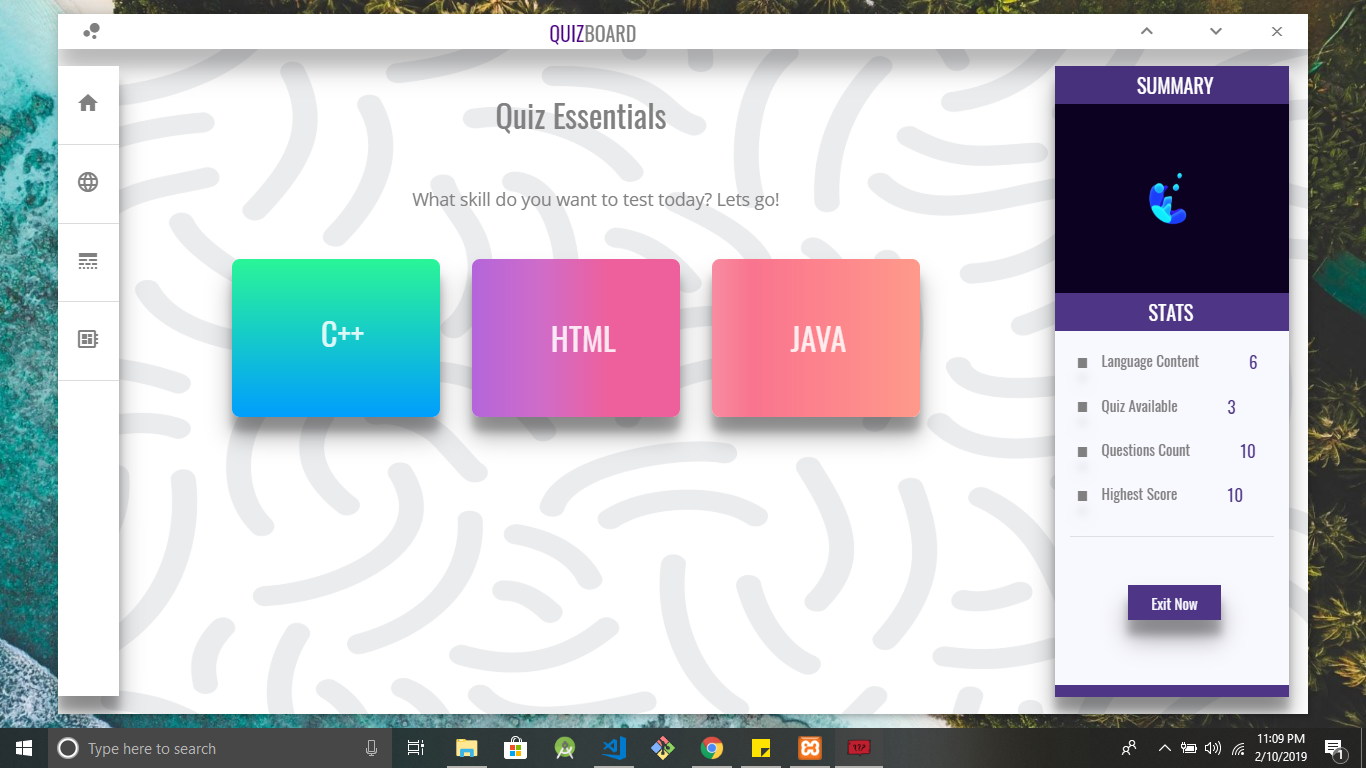 QUIZBOARD
Quiz Essentials
What skill do you want to test today? Lets go!
C++
HTML
JAVA
SUMMARY
STATS
Language Content 6
Quiz Available 3
Questions Count 10
Highest Score 10
Exit Now
Type here to search
11:09 PM
2/10/2019
1